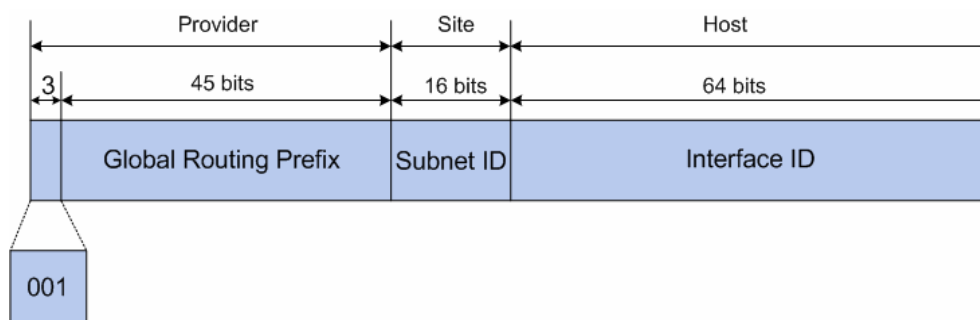 Provider Site Host
3 45 bits 16 bits 64 bits
Global Routing Prefix Subnet ID Interface ID
001